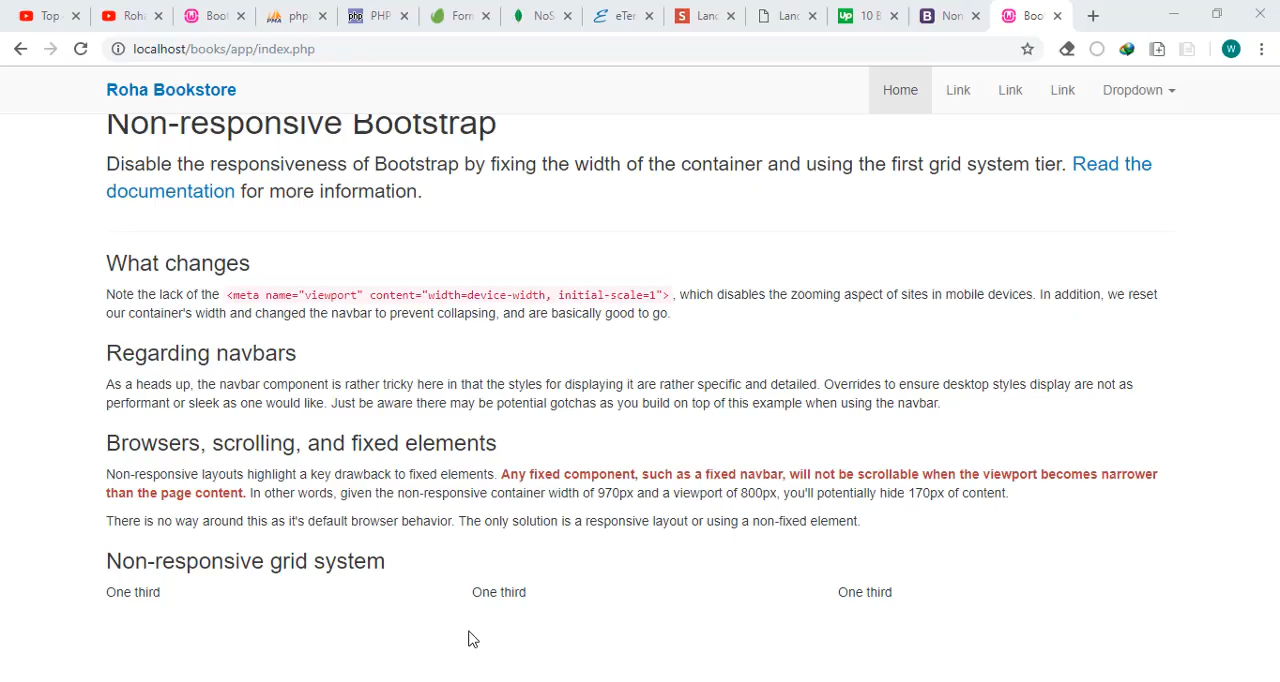 Top
Roha
Boot
php
PHP
Forn
NoS
eTer
Land
Land
10 E
Non
Boo
localhost/books/app/index.php
W
Roha Bookstore
Home
Link
Link
Link
Dropdown
Non-responsive Bootstrap
Disable the responsiveness of Bootstrap by fixing the width of the container and using the first grid system tier. Read the
documentation for more information.
What changes
Note the lack of the <meta name="viewport" content="width=device-width, initial-scale=1">, which disables the zooming aspect of sites in mobile devices. In addition, we reset
our container's width and changed the navbar to prevent collapsing, and are basically good to go.
Regarding navbars
As a heads up, the navbar component is rather tricky here in that the styles for displaying it are rather specific and detailed. Overrides to ensure desktop styles display are not as
performant or sleek as one would like. Just be aware there may be potential gotchas as you build on top of this example when using the navbar.
Browsers, scrolling, and fixed elements
Non-responsive layouts highlight a key drawback to fixed elements. Any fixed component, such as a fixed navbar, will not be scrollable when the viewport becomes narrower
than the page content. In other words, given the non-responsive container width of 970px and a viewport of 800px, you'll potentially hide 170px of content.
There is no way around this as it's default browser behavior. The only solution is a responsive layout or using a non-fixed element.
Non-responsive grid system
One third
One third
One third